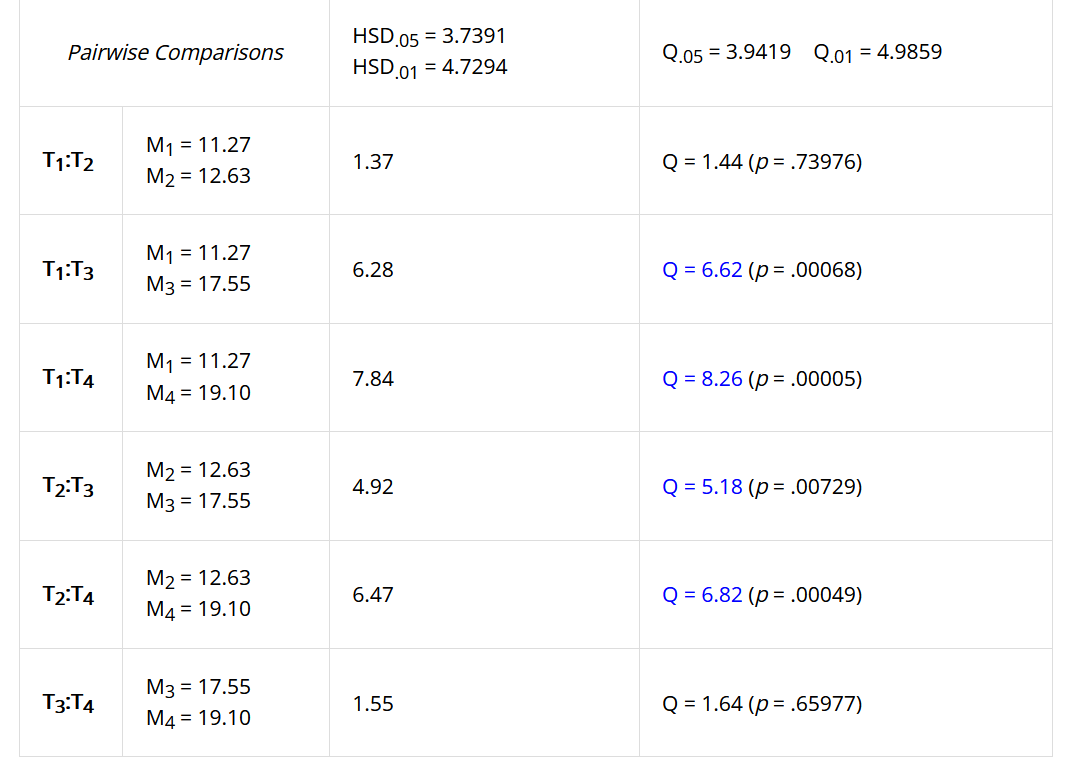 Pairwise Comparisons
HSD.05 = 3.7391
HSD.01 = 4.7294
Q.05 = 3.9419 Q.01 = 4.9859
T1:T2
M1 = 11.27
M2 = 12.63
1.37
Q = 1.44 (p = .73976)
T1:T3
M1 = 11.27
M3 = 17.55
6.28
Q = 6.62 (p = .00068)
T1:T4
M1 = 11.27
M4 = 19.10
7.84
Q = 8.26 (p = .00005)
T2:T3
M2 = 12.63
M3 = 17.55
4.92
Q = 5.18 (p = .00729)
T2:T4
M2 = 12.63
M4 = 19.10
6.47
Q = 6.82 (p = .00049)
T3:T4
M3 = 17.55
M4 = 19.10
1.55
Q = 1.64 (p = .65977)